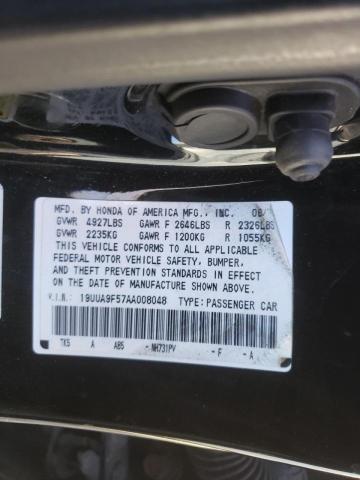 MFD. BY HONDA OF AMERICA MFG., INC. 08/
GVWR 4927LBS GAWR F 2646LBS R 2326LBS
GVWR 2235KG GAWR F 1200KG R 1055KG
THIS VEHICLE CONFORMS TO ALL APPLICABLE
FEDERAL MOTOR VEHICLE SAFETY, BUMPER,
AND THEFT PREVENTION STANDARDS IN EFFECT
ON THE DATE OF MANUFACTURE SHOWN ABOVE.
V.I.N. 19UUA9F57AA008048 TYPE:PASSENGER CAR
TK5 A AB5 -NH731PV -F -A